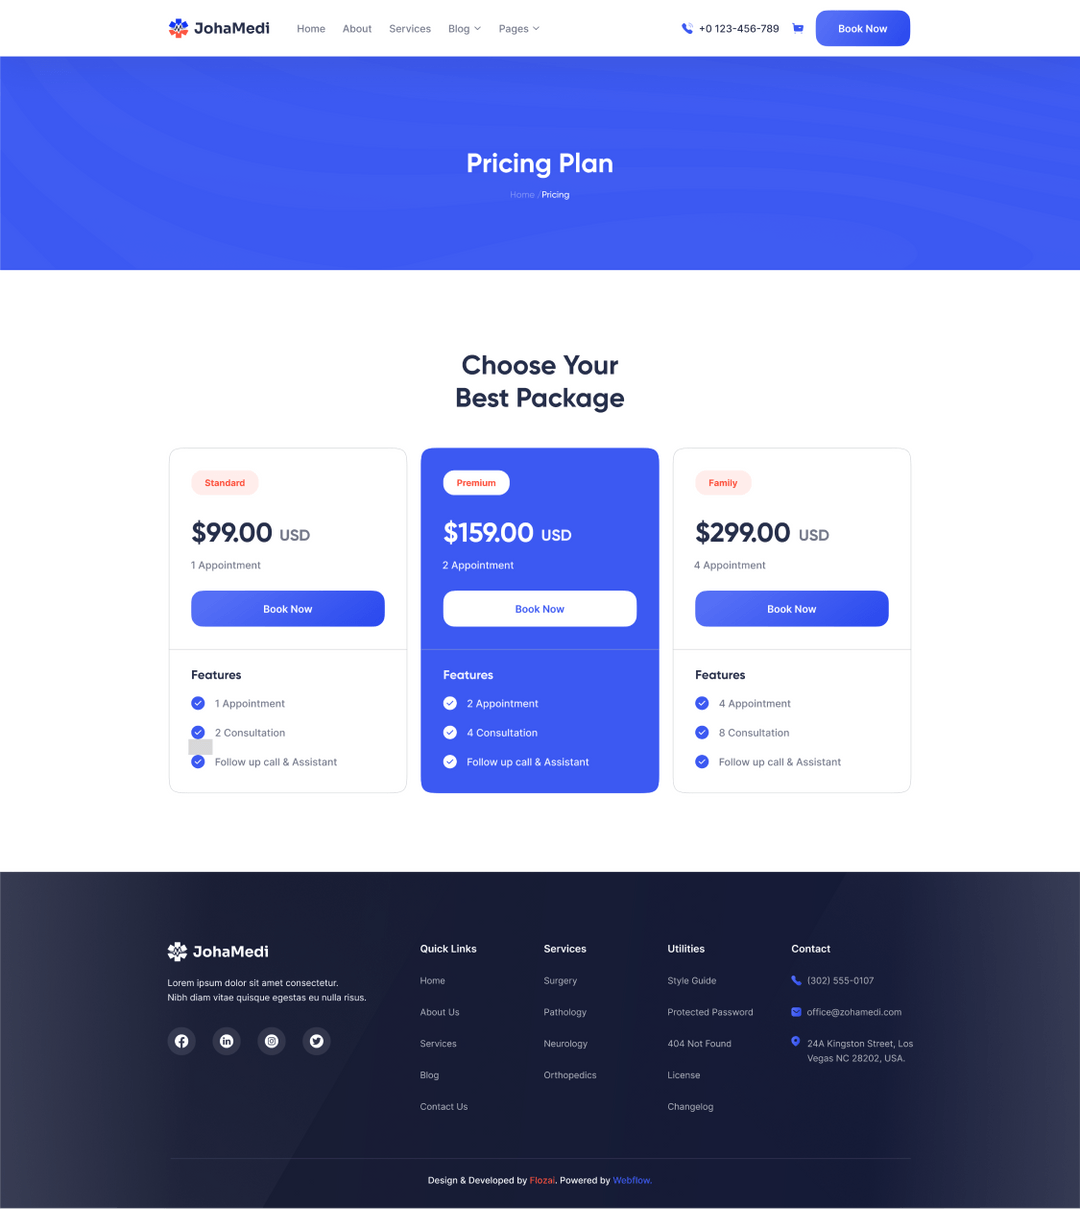 JohaMedi
Home About Services Blog Pages
+0 123-456-789
Book Now
Pricing Plan
Home /Pricing
Choose Your
Best Package
Standard
$99.00 USD
1 Appointment
Book Now
Features
1 Appointment
2 Consultation
Follow up call & Assistant
Premium
$159.00 USD
2 Appointment
Book Now
Features
2 Appointment
4 Consultation
Follow up call & Assistant
Family
$299.00 USD
4 Appointment
Book Now
Features
4 Appointment
8 Consultation
Follow up call & Assistant
JohaMedi
Lorem ipsum dolor sit amet consectetur.
Nibh diam vitae quisque egestas eu nulla risus.
Quick Links
Home
About Us
Services
Blog
Contact Us
Services
Surgery
Pathology
Neurology
Orthopedics
Utilities
Style Guide
Protected Password
404 Not Found
License
Changelog
Contact
(302) 555-0107
office@zohamedi.com
24A Kingston Street, Los
Vegas NC 28202, USA.
Design & Developed by Flozai. Powered by Webflow.